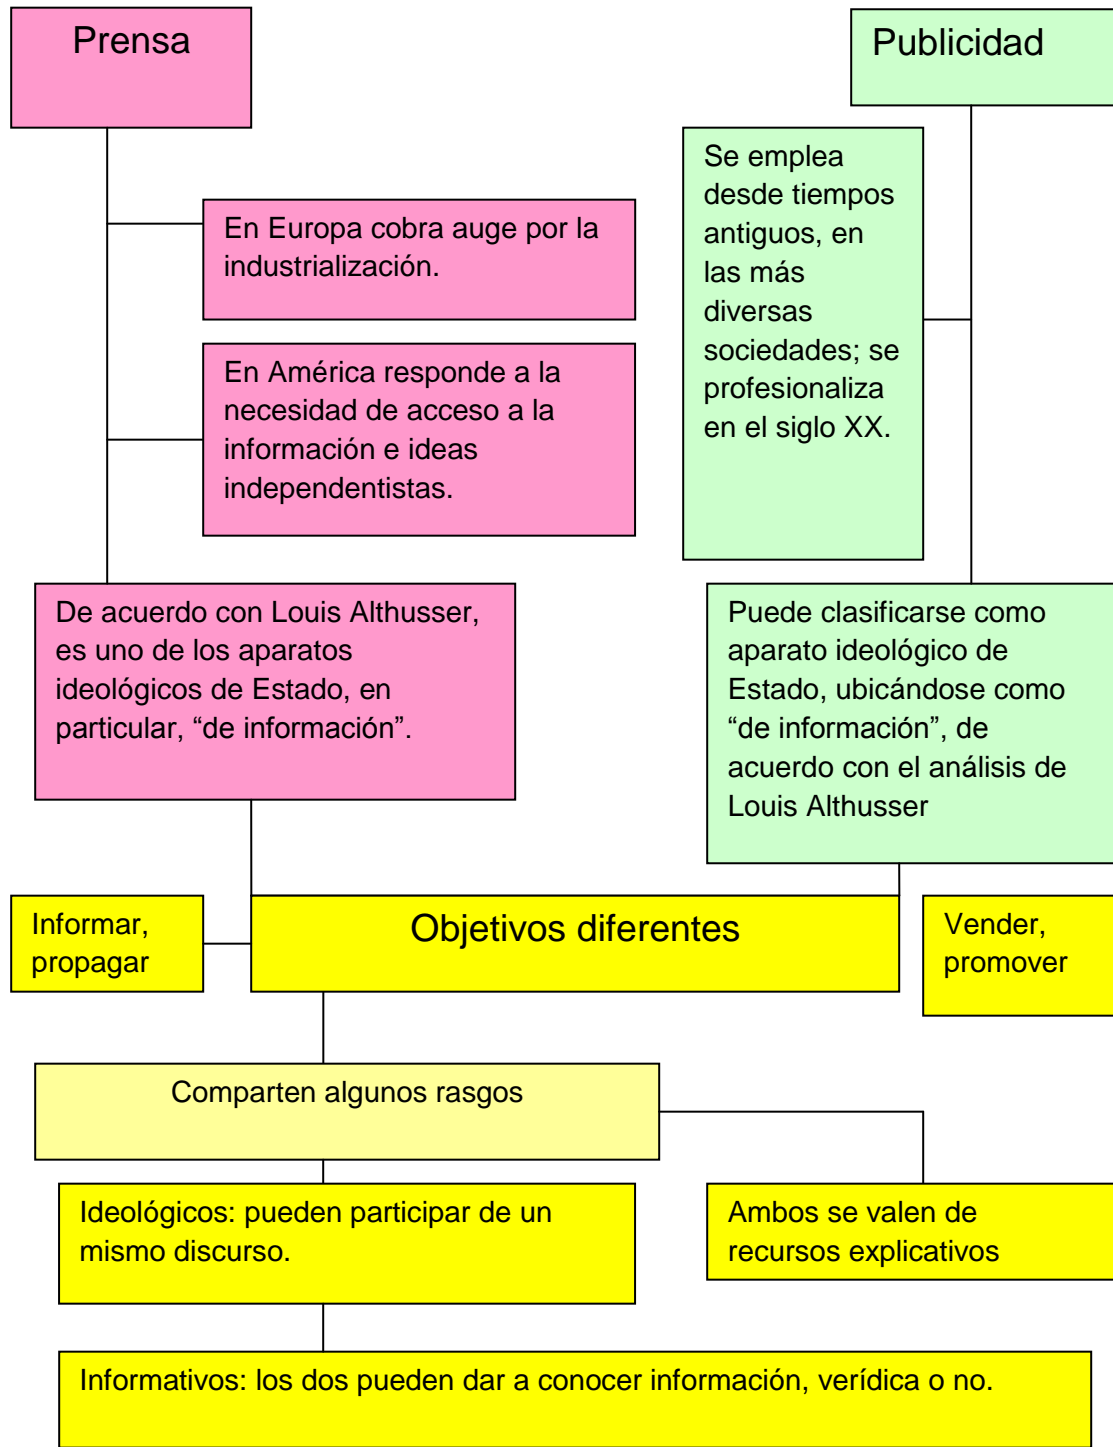 Prensa
Publicidad
En Europa cobra auge por la
industrialización.
En América responde a la
necesidad de acceso a la
información e ideas
independentistas.
Se emplea
desde tiempos
antiguos, en
las más
diversas
sociedades; se
profesionaliza
en el siglo XX.
De acuerdo con Louis Althusser,
es uno de los aparatos
ideológicos de Estado, en
particular, “de información”.
Puede clasificarse como
aparato ideológico de
Estado, ubicándose como
“de información”, de
acuerdo con el análisis de
Louis Althusser
Informar,
propagar
Objetivos diferentes
Vender,
promover
Comparten algunos rasgos
Ideológicos: pueden participar de un
mismo discurso.
Ambos se valen de
recursos explicativos
Informativos: los dos pueden dar a conocer información, verídica o no.